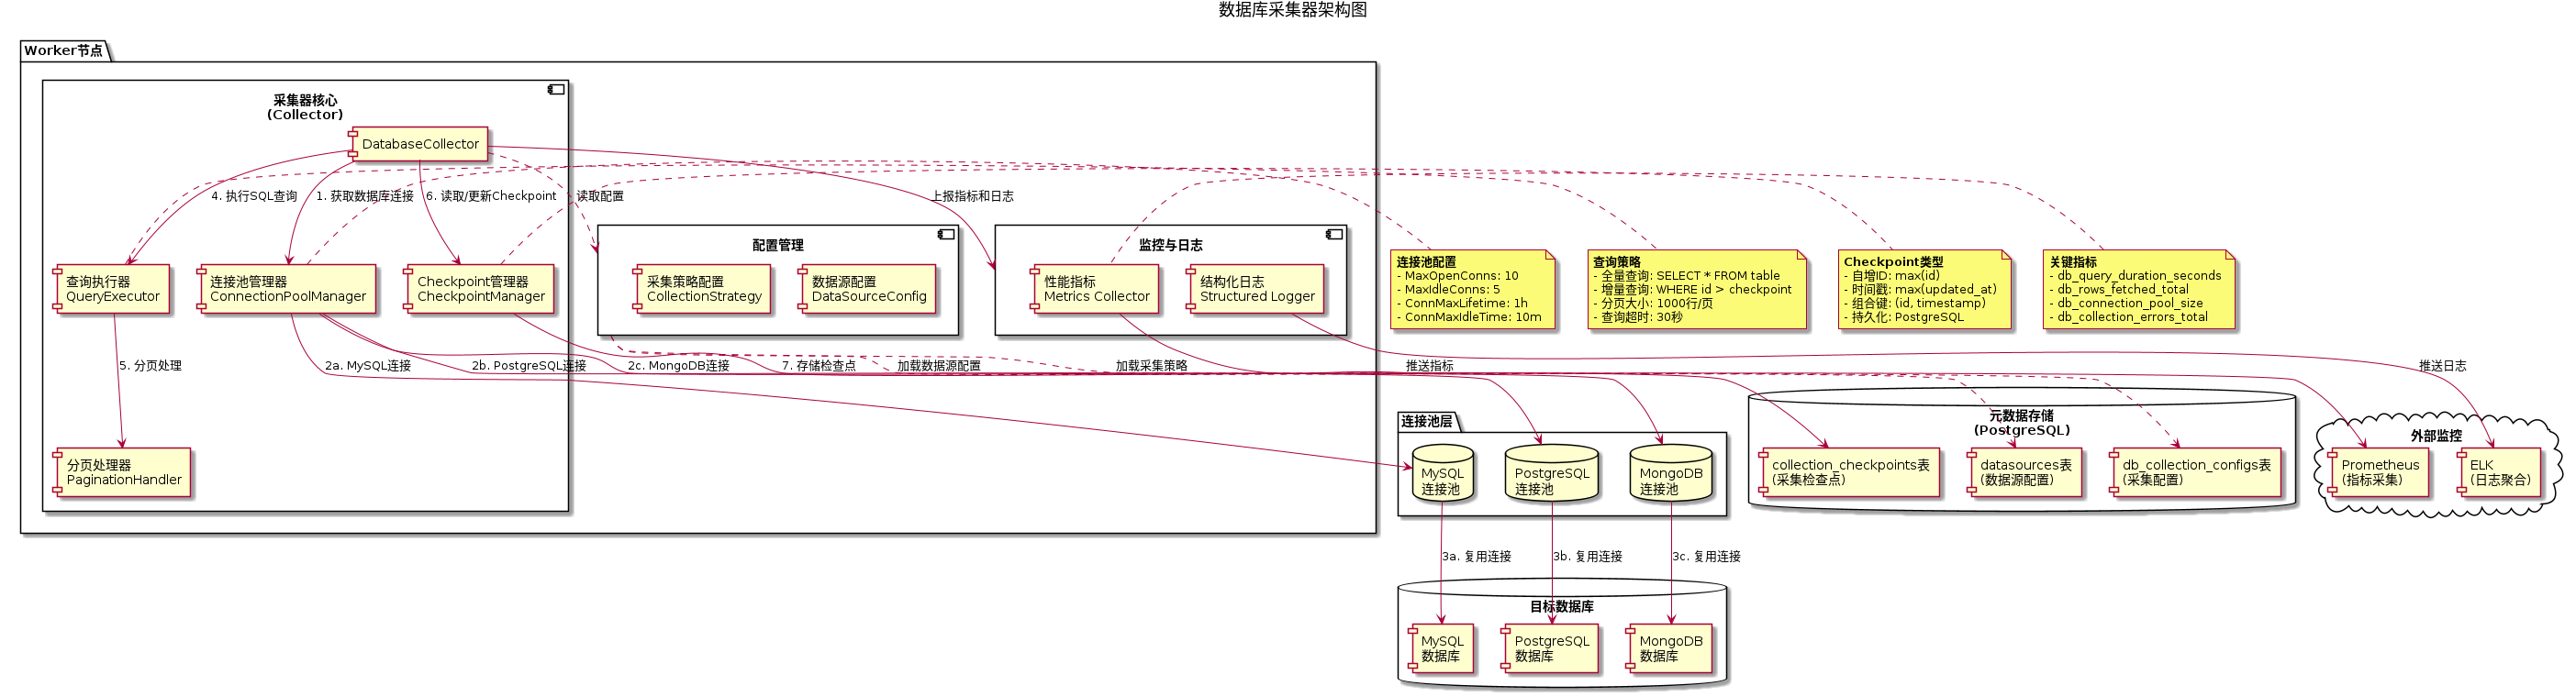 数据库采集器架构图
Worker节点
采集器核心
(Collector)
DatabaseCollector
4. 执行SQL查询
1. 获取数据库连接
6. 读取/更新Checkpoint
读取配置
上报指标和日志
查询执行器
QueryExecutor
连接池管理器
ConnectionPoolManager
Checkpoint管理器
CheckpointManager
配置管理
采集策略配置
CollectionStrategy
数据源配置
DataSourceConfig
监控与日志
性能指标
Metrics Collector
结构化日志
Structured Logger
连接池配置
- MaxOpenConns: 10
- MaxIdleConns: 5
- ConnMaxLifetime: 1h
- ConnMaxIdleTime: 10m
查询策略
- 全量查询: SELECT * FROM table
- 增量查询: WHERE id > checkpoint
- 分页大小: 1000行/页
- 查询超时: 30秒
Checkpoint类型
- 自增ID: max(id)
- 时间戳: max(updated_at)
- 组合键: (id, timestamp)
- 持久化: PostgreSQL
关键指标
- db_query_duration_seconds
- db_rows_fetched_total
- db_connection_pool_size
- db_collection_errors_total
5. 分页处理
2a. MySQL连接
2b. PostgreSQL连接
2c. MongoDB连接
7. 存储检查点
加载数据源配置
加载采集策略
推送指标
推送日志
分页处理器
PaginationHandler
连接池层
MySQL
连接池
PostgreSQL
连接池
MongoDB
连接池
元数据存储
(PostgreSQL)
collection_checkpoints表
(采集检查点)
datasources表
(数据源配置)
db_collection_configs表
(采集配置)
外部监控
Prometheus
(指标采集)
ELK
(日志聚合)
3a. 复用连接
3b. 复用连接
3c. 复用连接
目标数据库
MySQL
数据库
PostgreSQL
数据库
MongoDB
数据库